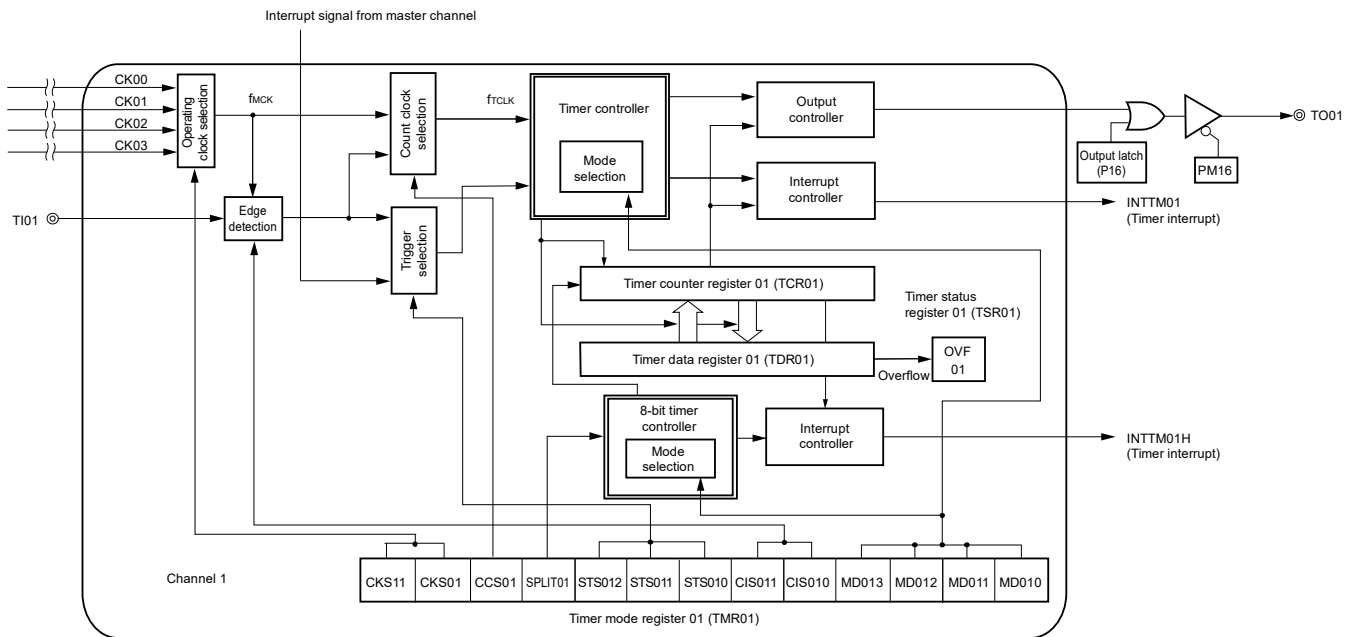 Interrupt signal from master channel
CK00
CK01
CK02
CK03
Operating
clock selection
fMCK
Count clock
selection
fTCLK
Timer controller
Mode
selection
Output
controller
TO01
Output latch
(P16)
PM16
Interrupt
controller
INTTM01
(Timer interrupt)
TI01
Edge
detection
Trigger
selection
Timer counter register 01 (TCR01)
Timer status
register 01 (TSR01)
Timer data register 01 (TDR01)
Overflow
OVF
01
8-bit timer
controller
Mode
selection
Interrupt
controller
INTTM01H
(Timer interrupt)
Channel 1
CKS11
CKS01
CCS01
SPLIT01
STS012
STS011
STS010
CIS011
CIS010
MD013
MD012
MD011
MD010
Timer mode register 01 (TMR01)